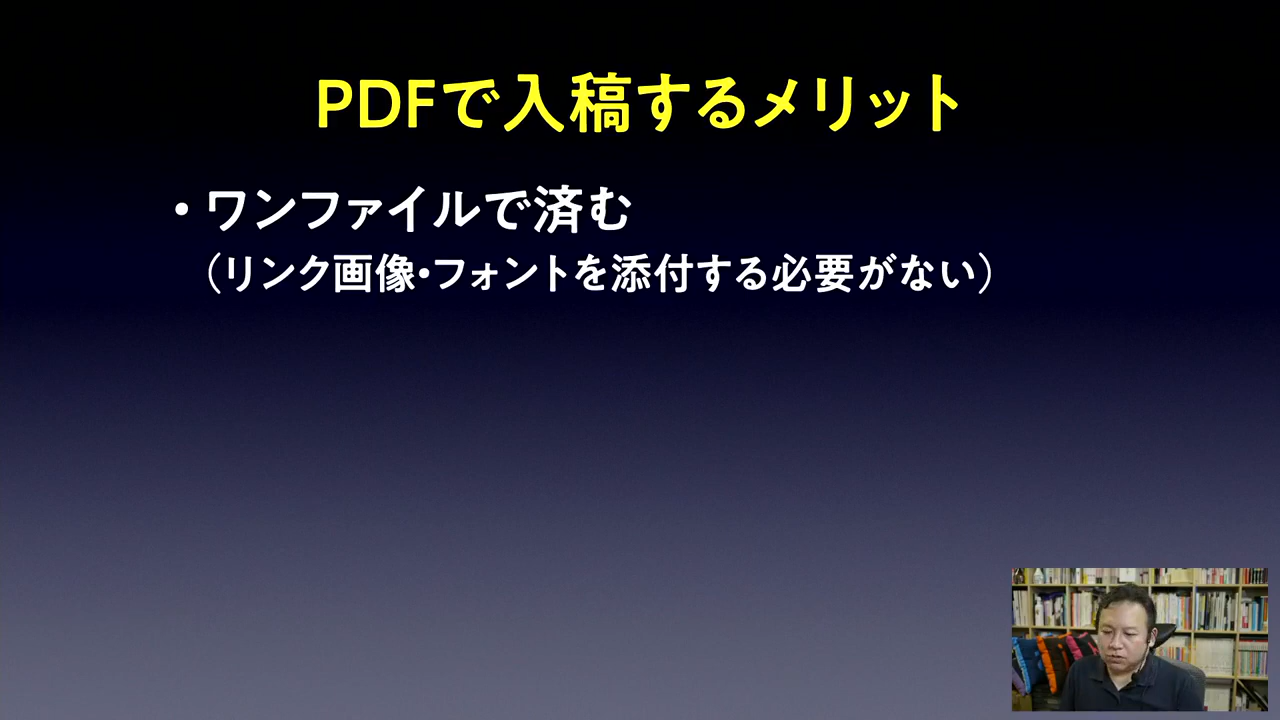 PDFで入稿するメリット
・ワンファイルで済む
（リンク画像・フォントを添付する必要がない）